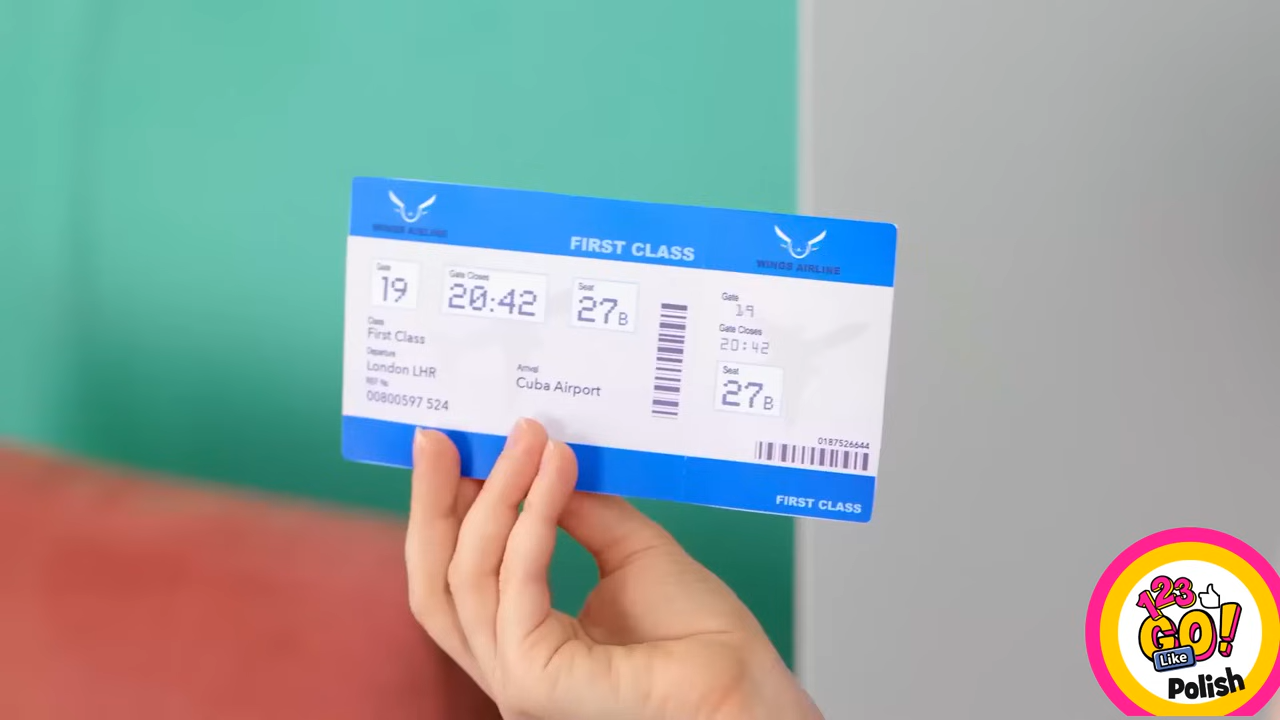 WINGS AIRLINE
FIRST CLASS
WINGS AIRLINE
Gate
19
Gate Closes
20:42
Seat
27B
Class
First Class
Departure
London LHR
REF No
00800597 524
Arrival
Cuba Airport
Gate
19
Gate Closes
20:42
Seat
27B
0187526644
FIRST CLASS
123
GO!
Like
Polish